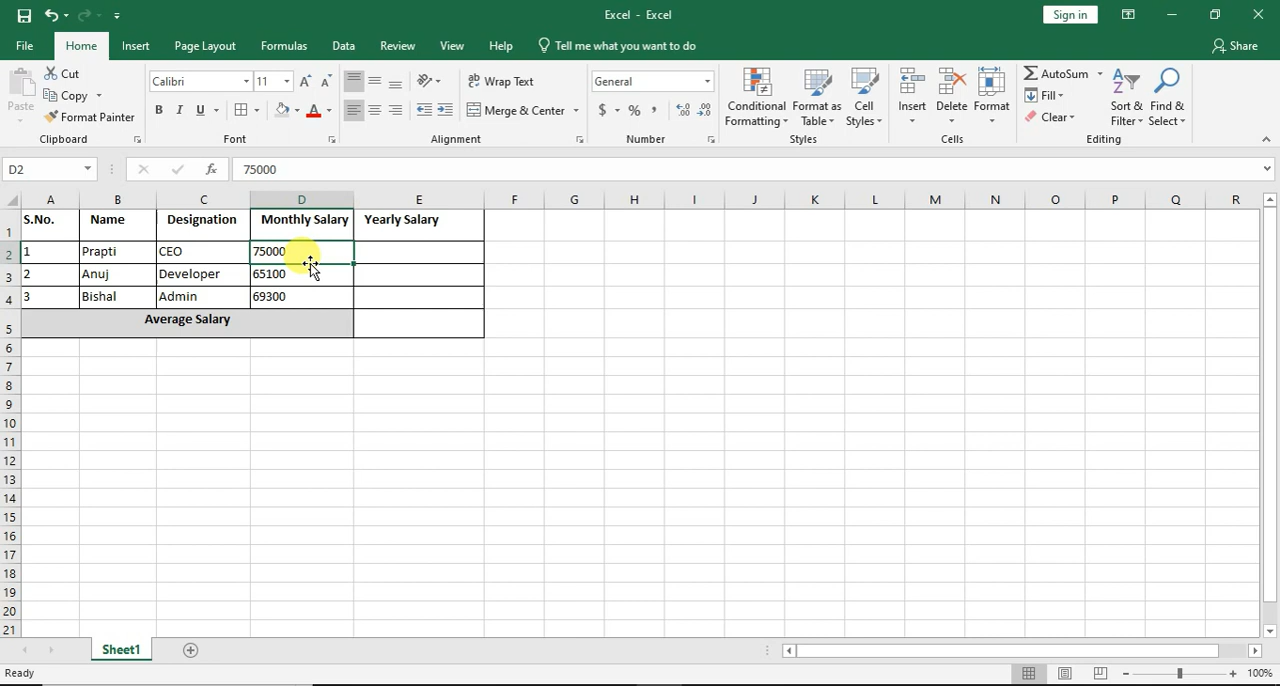 Excel - Excel
Sign in
File Home Insert Page Layout Formulas Data Review View Help Tell me what you want to do Share
Paste
Cut
Copy
Format Painter
Clipboard
Calibri 11
B I U
Font
Wrap Text
Merge & Center
Alignment
General
$ % ,
Number
Conditional Formatting
Format as Table
Cell Styles
Styles
Insert Delete Format
Cells
AutoSum
Fill
Clear
Sort & Filter
Find & Select
Editing
D2 fx 75000
A B C D E F G H I J K L M N O P Q R
1 S.No. Name Designation Monthly Salary Yearly Salary
2 1 Prapti CEO 75000
3 2 Anuj Developer 65100
4 3 Bishal Admin 69300
5 Average Salary
6
7
8
9
10
11
12
13
14
15
16
17
18
19
20
21
Sheet1
Ready 100%